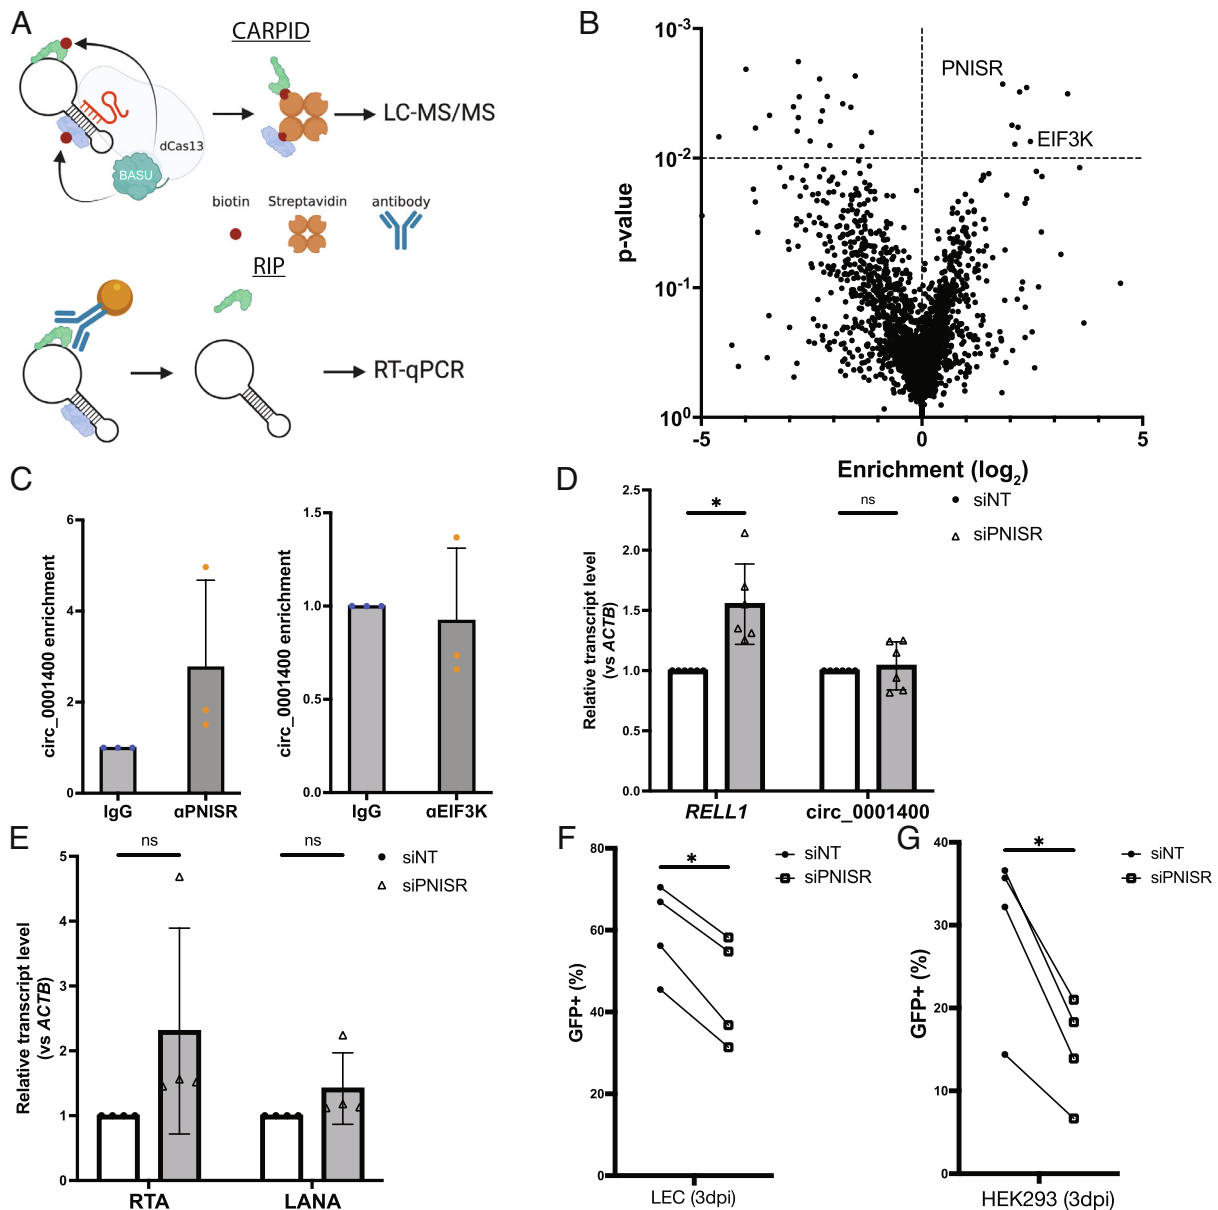 A
CARPID
LC-MS/MS
dCas13
BASU
biotin
Streptavidin
antibody
RIP
RT-qPCR
B
10-3
10-2
10-1
100
p-value
PNISR
EIF3K
-5
0
5
Enrichment (log2)
C
6
4
2
0
circ_0001400 enrichment
IgG
αPNISR
1.5
1.0
0.5
0.0
circ_0001400 enrichment
IgG
αEIF3K
D
2.5
2.0
1.5
1.0
0.5
0.0
Relative transcript level
(vs ACTB)
*
ns
siNT
siPNISR
RELL1
circ_0001400
E
5
4
3
2
1
0
Relative transcript level
(vs ACTB)
ns
ns
siNT
siPNISR
RTA
LANA
F
80
60
40
20
0
GFP+ (%)
*
siNT
siPNISR
LEC (3dpi)
G
40
30
20
10
0
GFP+ (%)
*
siNT
siPNISR
HEK293 (3dpi)